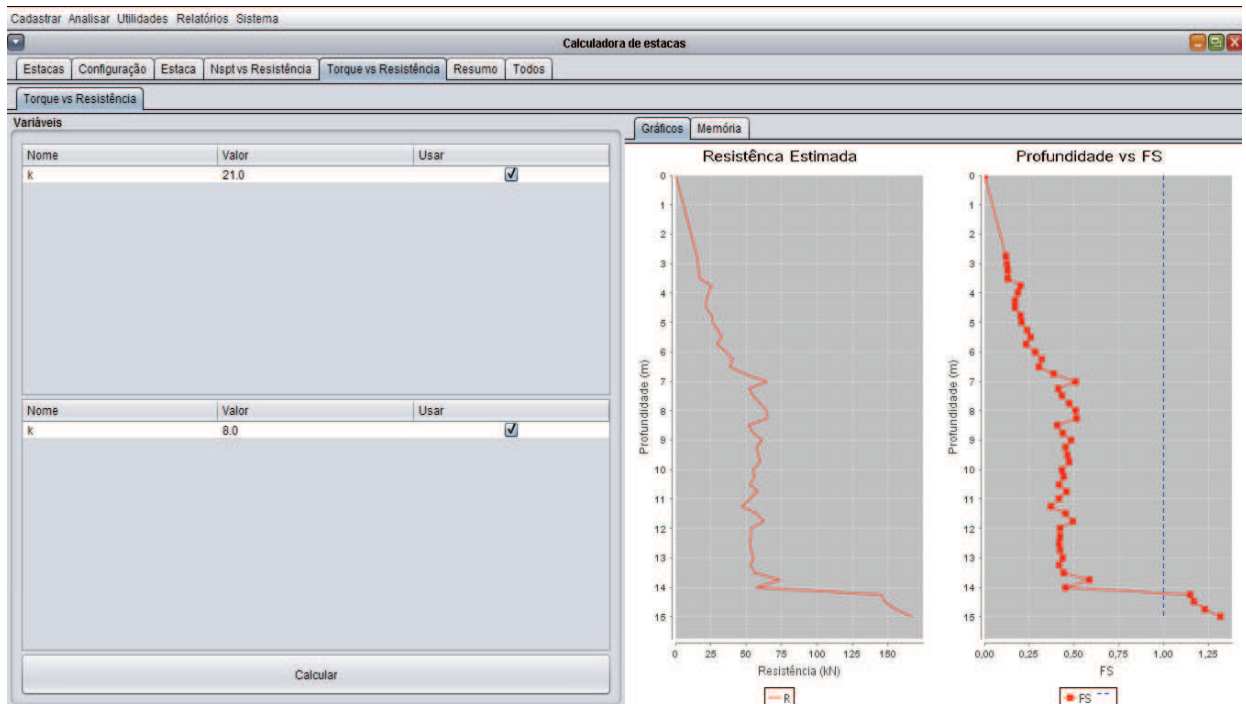 Cadastrar Analisar Utilidades Relatórios Sistema
Calculadora de estacas
Estacas Configuração Estaca Nspt vs Resistência Torque vs Resistência Resumo Todos
Torque vs Resistência
Variáveis
Nome Valor Usar
k 21.0
Nome Valor Usar
k 8.0
Calcular
Gráficos Memória
Resistênca Estimada
Profundidade (m)
0
1
2
3
4
5
6
7
8
9
10
11
12
13
14
15
0 25 50 75 100 125 150
Resistência (kN)
R
Profundidade vs FS
Profundidade (m)
0
1
2
3
4
5
6
7
8
9
10
11
12
13
14
15
0,00 0,25 0,50 0,75 1,00 1,25
FS
FS